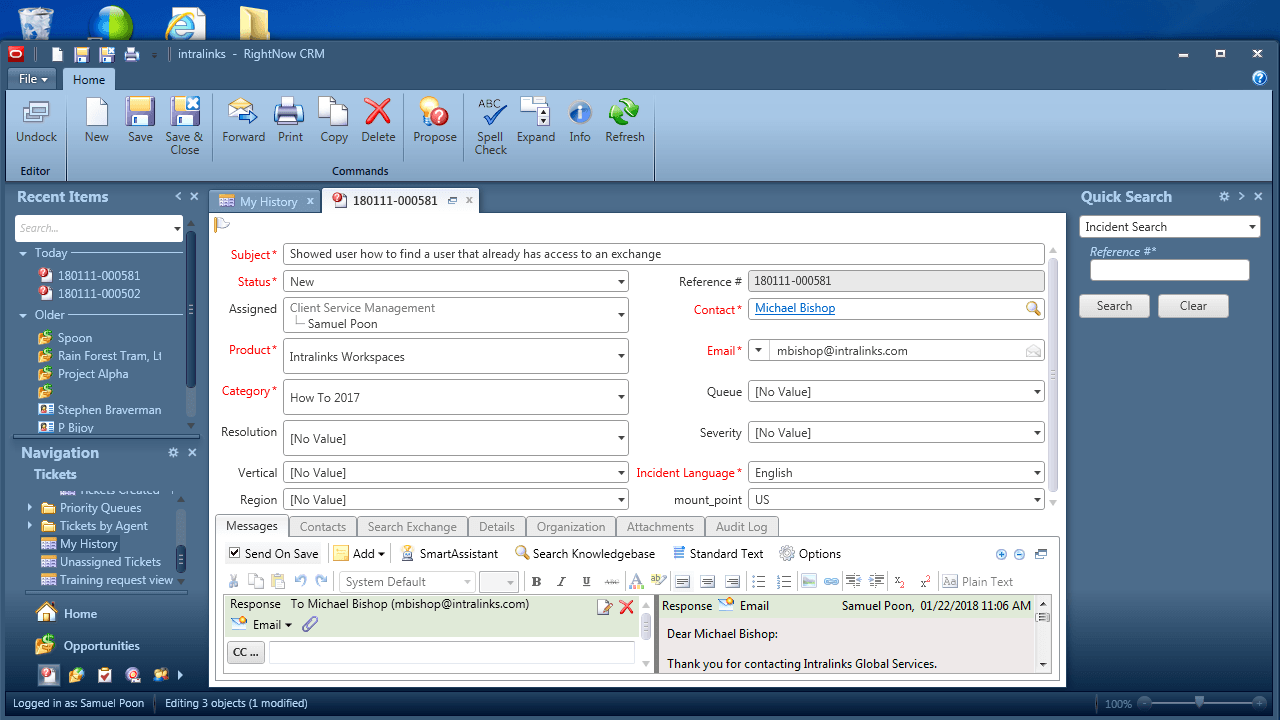 intralinks - RightNow CRM
File
Home
Undock
New
Save
Save & Close
Forward
Print
Copy
Delete
Propose
ABC
Spell Check
Expand
Info
Refresh
Editor
Commands
Recent Items
Search...
Today
180111-000581
180111-000502
Older
Spoon
Rain Forest Tram, Lt
Project Alpha
Stephen Braverman
P Bijoy
Navigation
Tickets
Tickets Created
Priority Queues
Tickets by Agent
My History
Unassigned Tickets
Training request view
Home
Opportunities
My History
180111-000581
Subject* Showed user how to find a user that already has access to an exchange
Status* New
Reference # 180111-000581
Assigned Client Service Management
Samuel Poon
Contact* Michael Bishop
Product* Intralinks Workspaces
Email* mbishop@intralinks.com
Category* How To 2017
Queue [No Value]
Resolution [No Value]
Severity [No Value]
Vertical [No Value]
Incident Language* English
Region [No Value]
mount_point US
Messages Contacts Search Exchange Details Organization Attachments Audit Log
Send On Save Add SmartAssistant Search Knowledgebase Standard Text Options
System Default B I U ABC A Plain Text
Response To Michael Bishop (mbishop@intralinks.com)
Email
CC ...
Response Email Samuel Poon, 01/22/2018 11:06 AM
Dear Michael Bishop:
Thank you for contacting Intralinks Global Services.
Quick Search
Incident Search
Reference #*
Search Clear
Logged in as: Samuel Poon Editing 3 objects (1 modified) 100%